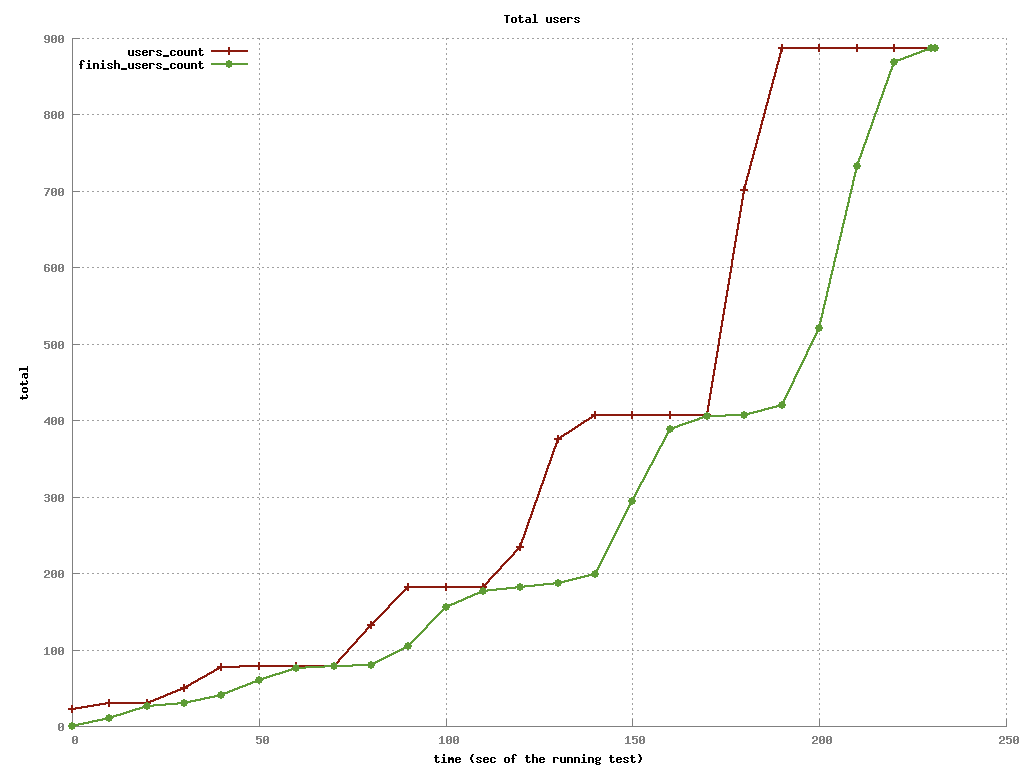 Total users
users_count
finish_users_count
900
800
700
600
500
400
300
200
100
0
total
0 50 100 150 200 250
time (sec of the running test)